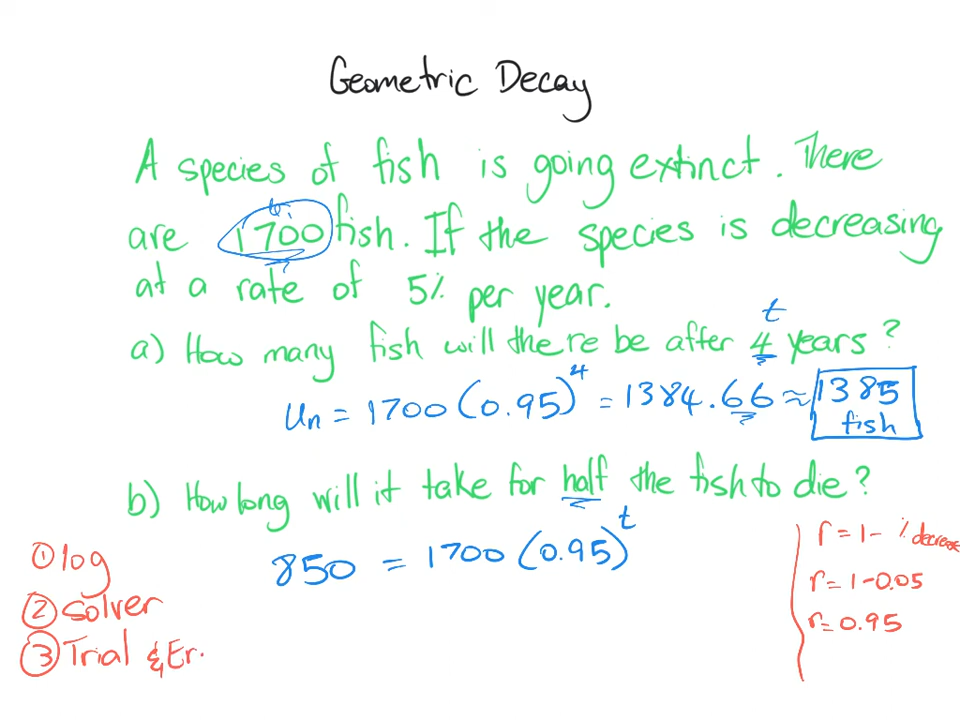 Geometric Decay
A species of fish is going extinct. There
are 1700 fish. If the species is decreasing
at a rate of 5% per year.
t
a) How many fish will there be after 4 years?
Un = 1700 (0.95)^4 = 1384.66 ≈ 1385
fish
b) How long will it take for half the fish to die?
850 = 1700 (0.95)^t
① log
② Solver
③ Trial & Er.
r = 1 - % decrease
r = 1 - 0.05
r = 0.95